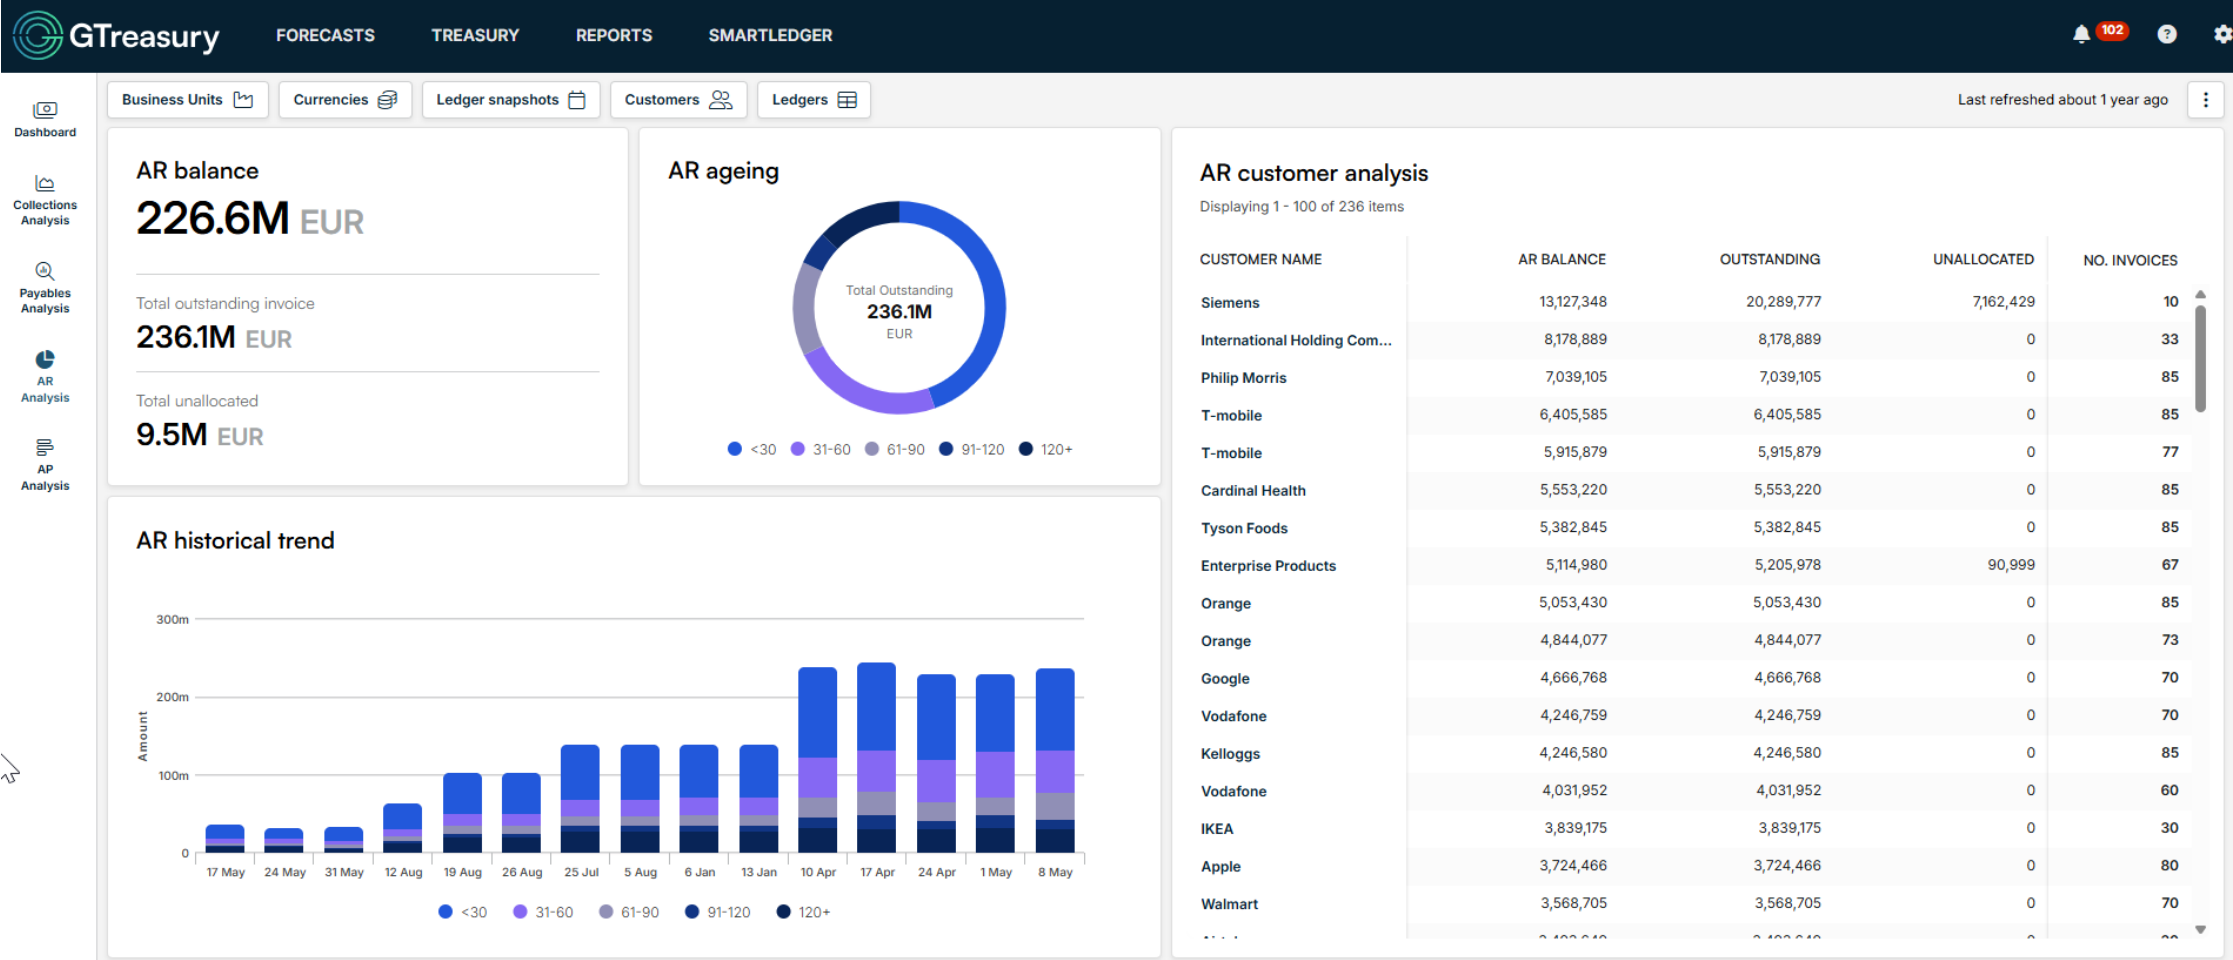 GTreasury
FORECASTS TREASURY REPORTS SMARTLEDGER
102
?
Dashboard
Collections
Analysis
Payables
Analysis
AR
Analysis
AP
Analysis
Business Units Currencies Ledger snapshots Customers Ledgers
Last refreshed about 1 year ago
AR balance
226.6M EUR
Total outstanding invoice
236.1M EUR
Total unallocated
9.5M EUR
AR ageing
Total Outstanding
236.1M
EUR
<30 31-60 61-90 91-120 120+
AR historical trend
Amount
300m
200m
100m
0
17 May 24 May 31 May 12 Aug 19 Aug 26 Aug 25 Jul 5 Aug 6 Jan 13 Jan 10 Apr 17 Apr 24 Apr 1 May 8 May
<30 31-60 61-90 91-120 120+
AR customer analysis
Displaying 1 - 100 of 236 items
CUSTOMER NAME AR BALANCE OUTSTANDING UNALLOCATED NO. INVOICES
Siemens 13,127,348 20,289,777 7,162,429 10
International Holding Com... 8,178,889 8,178,889 0 33
Philip Morris 7,039,105 7,039,105 0 85
T-mobile 6,405,585 6,405,585 0 85
T-mobile 5,915,879 5,915,879 0 77
Cardinal Health 5,553,220 5,553,220 0 85
Tyson Foods 5,382,845 5,382,845 0 85
Enterprise Products 5,114,980 5,205,978 90,999 67
Orange 5,053,430 5,053,430 0 85
Orange 4,844,077 4,844,077 0 73
Google 4,666,768 4,666,768 0 70
Vodafone 4,246,759 4,246,759 0 70
Kelloggs 4,246,580 4,246,580 0 85
Vodafone 4,031,952 4,031,952 0 60
IKEA 3,839,175 3,839,175 0 30
Apple 3,724,466 3,724,466 0 80
Walmart 3,568,705 3,568,705 0 70